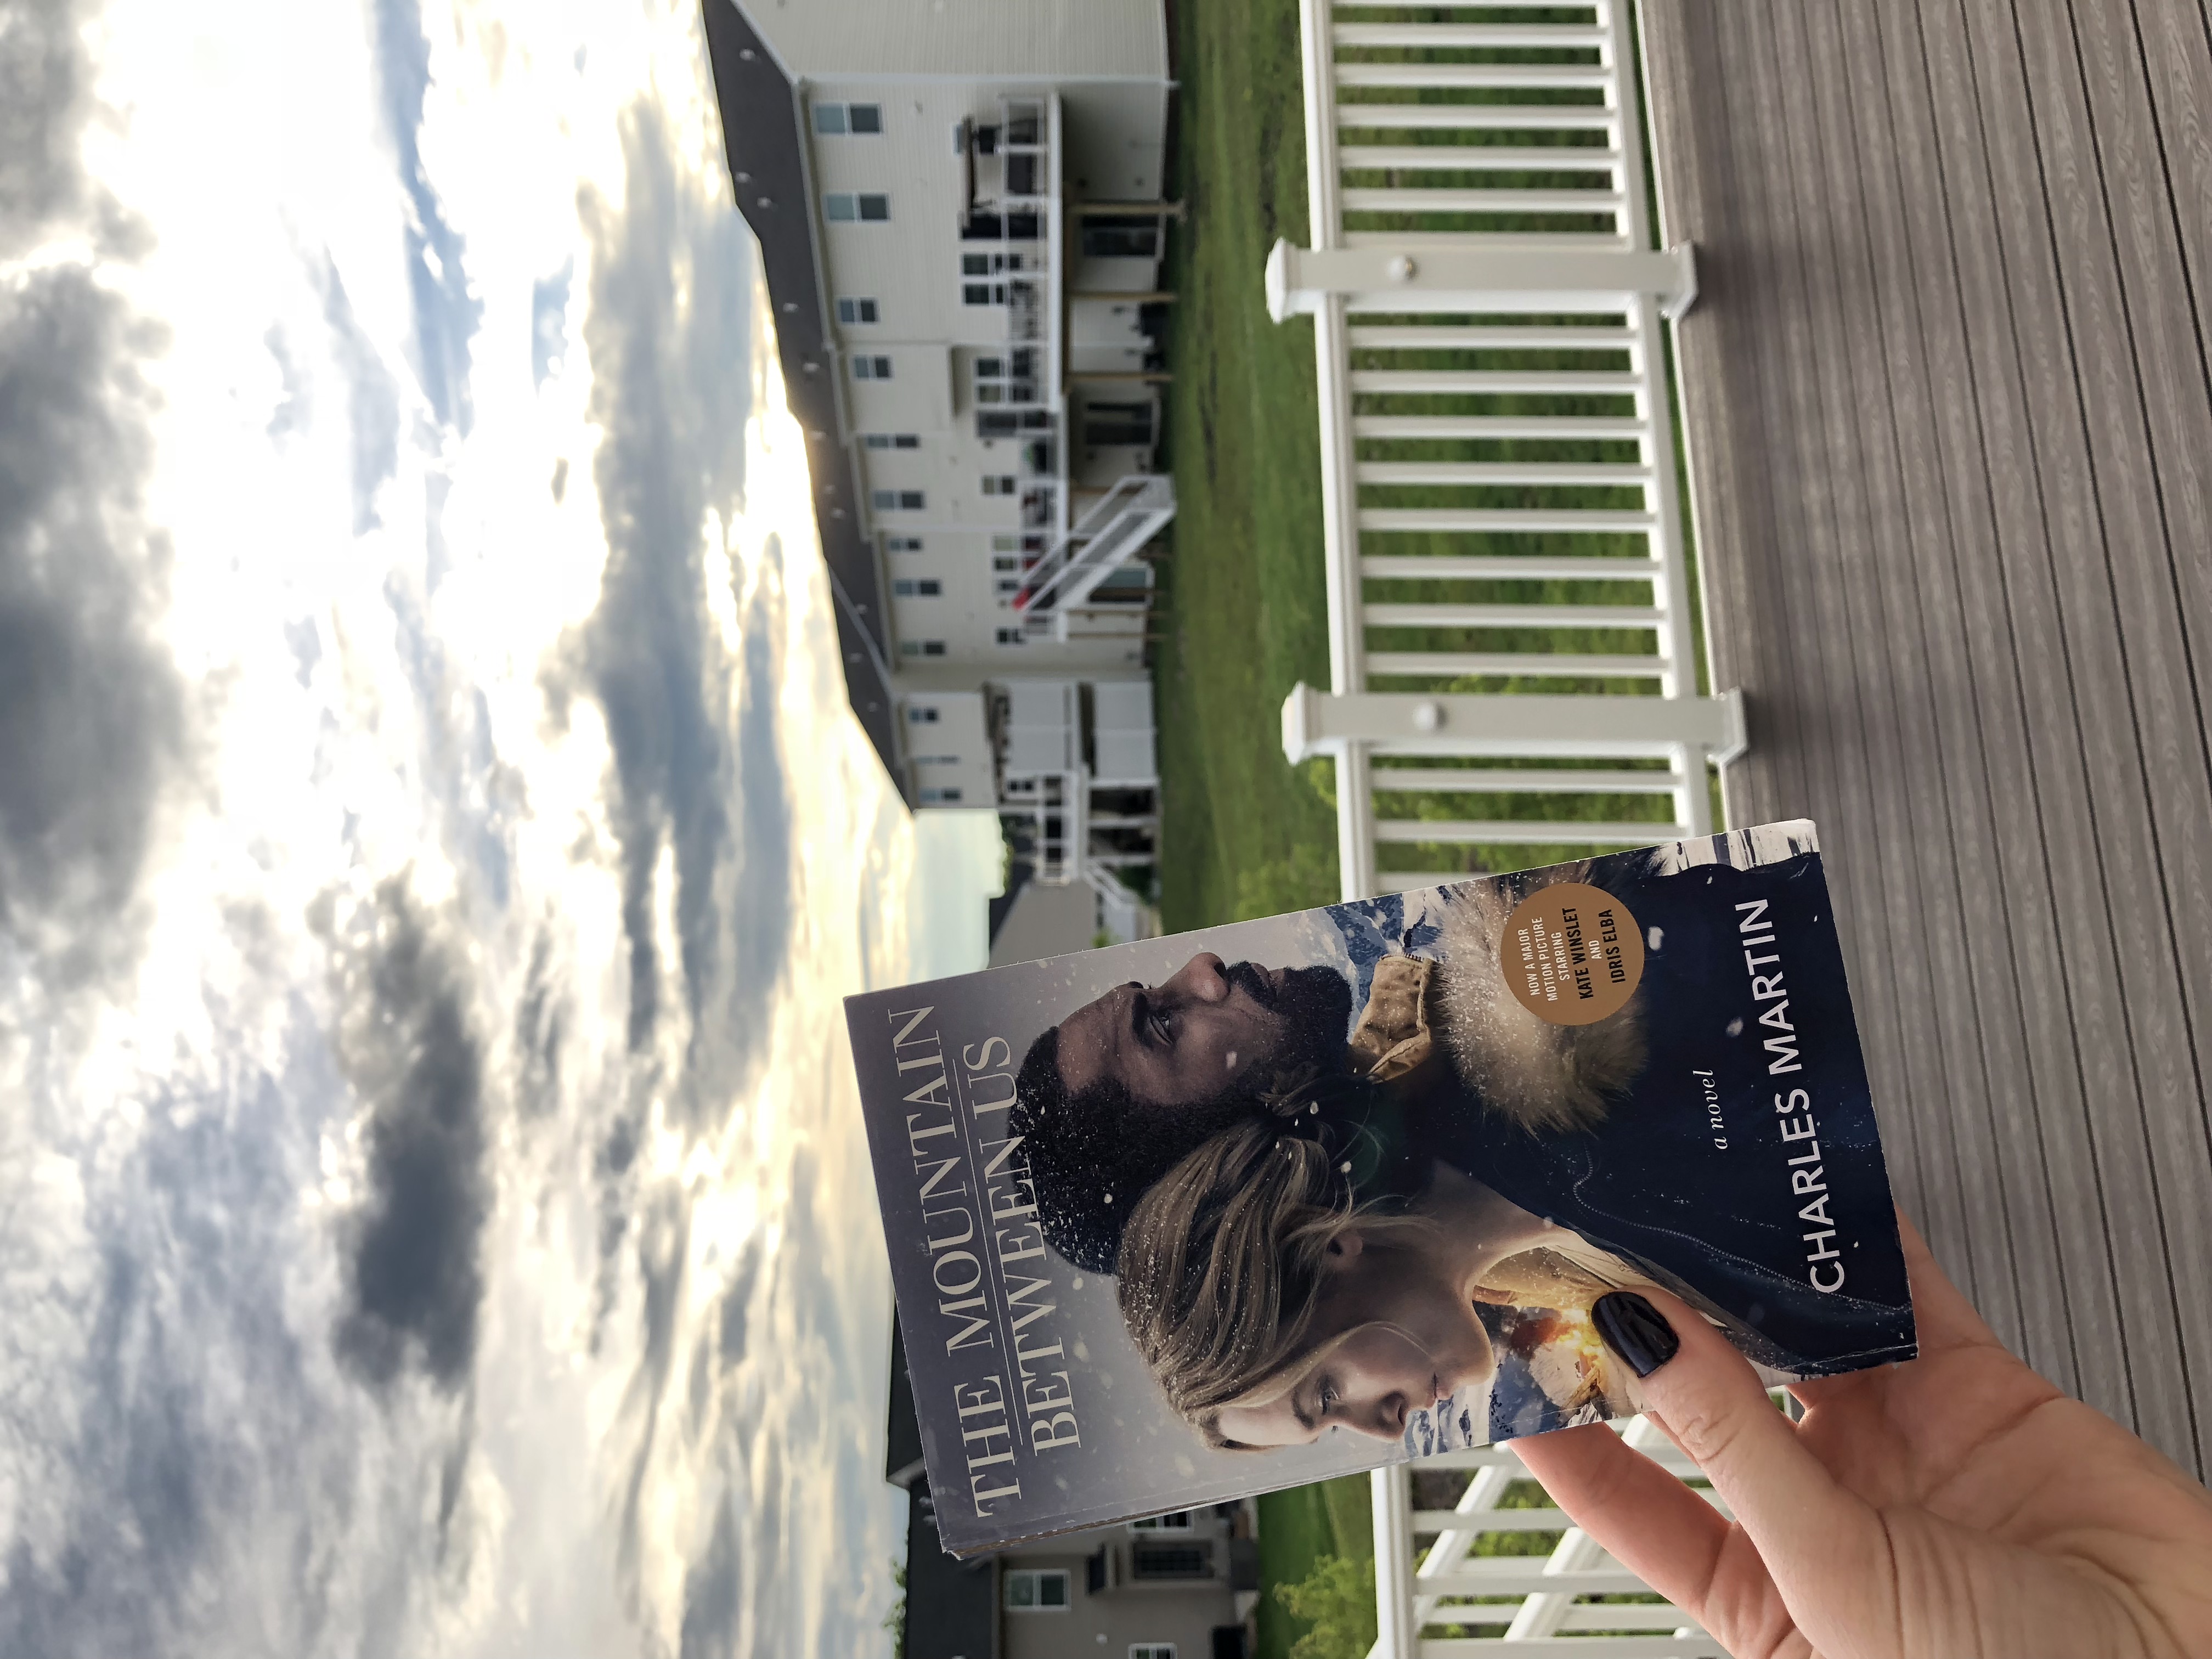 THE MOUNTAIN
BETWEEN US
NOW A MAJOR
MOTION PICTURE
STARRING
KATE WINSLET
AND
IDRIS ELBA
a novel
CHARLES MARTIN